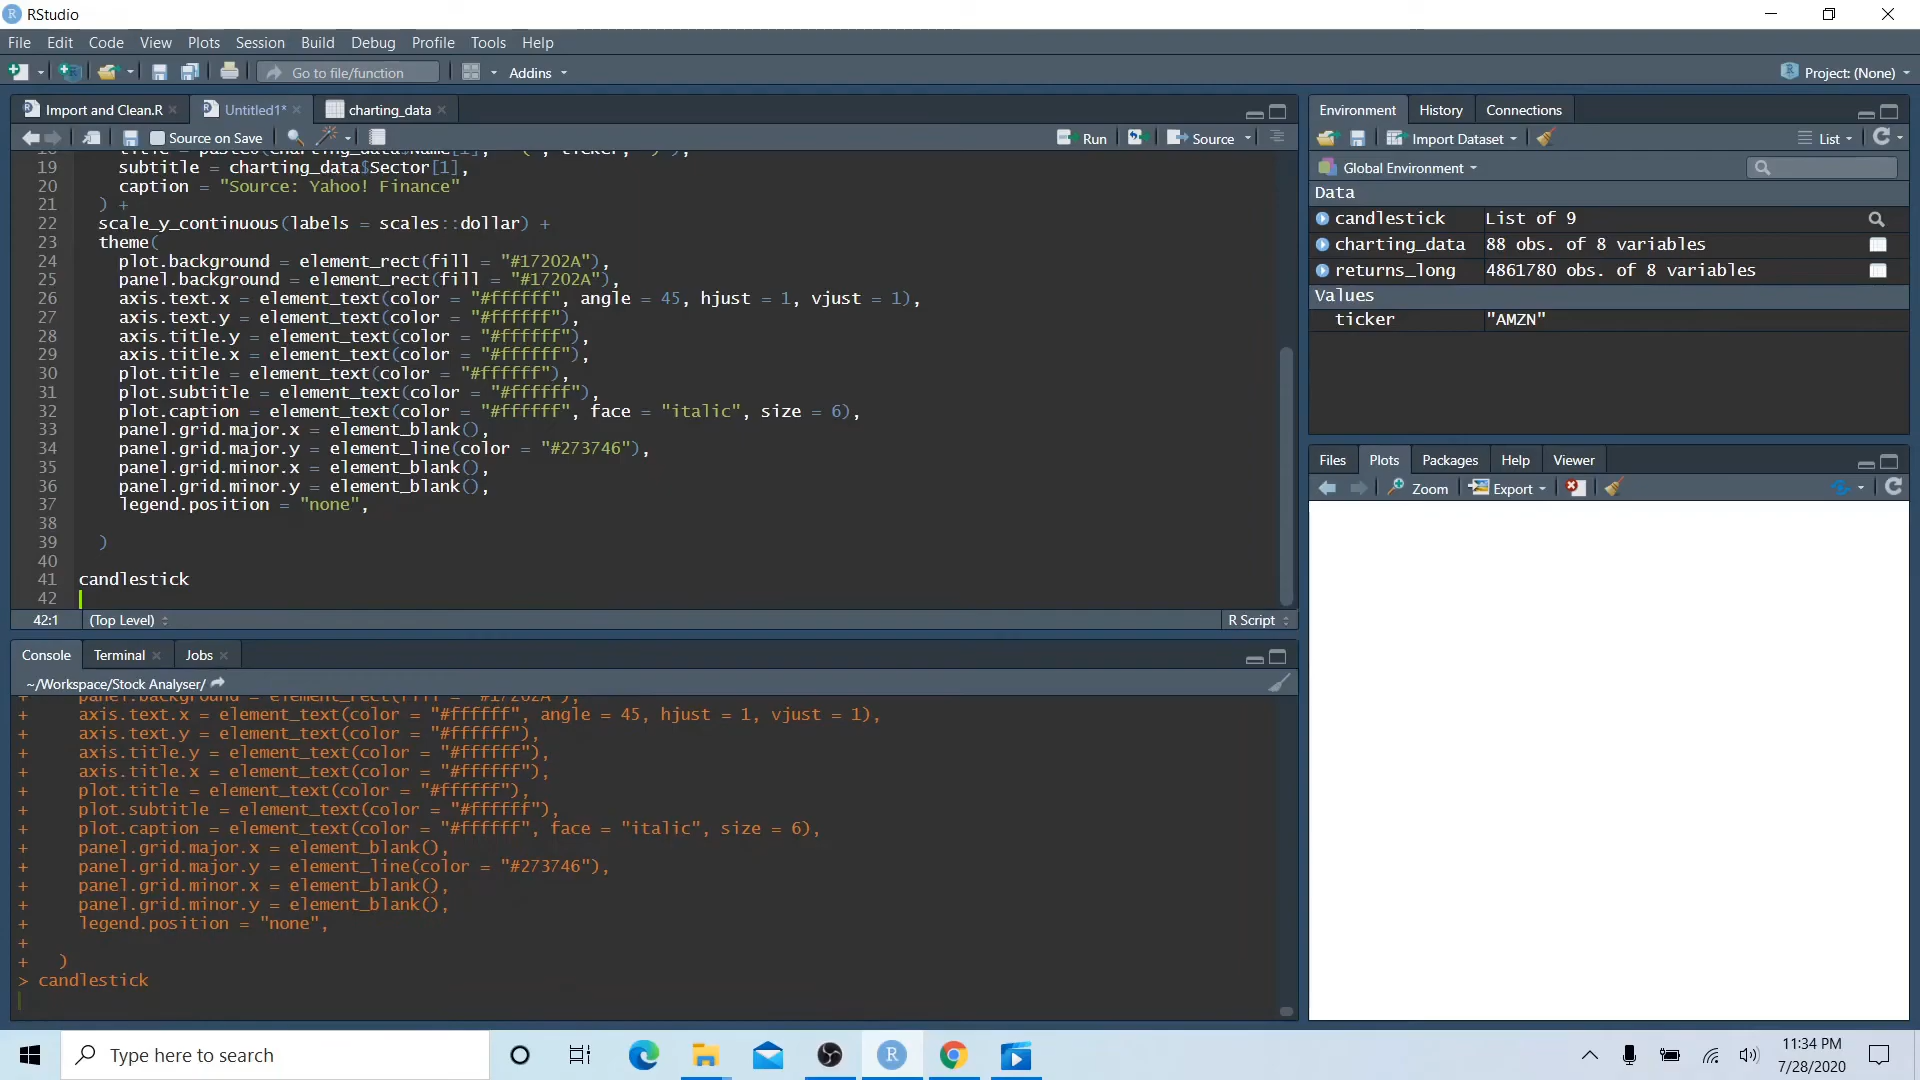 RStudio
File Edit Code View Plots Session Build Debug Profile Tools Help
Go to file/function Addins Project: (None)
Import and Clean.R Untitled1* charting_data
Source on Save Run Source
19 subtitle = charting_data$Sector[1],
20 caption = "Source: Yahoo! Finance"
21 ) +
22 scale_y_continuous(labels = scales::dollar) +
23 theme(
24 plot.background = element_rect(fill = "#17202A"),
25 panel.background = element_rect(fill = "#17202A"),
26 axis.text.x = element_text(color = "#ffffff", angle = 45, hjust = 1, vjust = 1),
27 axis.text.y = element_text(color = "#ffffff"),
28 axis.title.y = element_text(color = "#ffffff"),
29 axis.title.x = element_text(color = "#ffffff"),
30 plot.title = element_text(color = "#ffffff"),
31 plot.subtitle = element_text(color = "#ffffff"),
32 plot.caption = element_text(color = "#ffffff", face = "italic", size = 6),
33 panel.grid.major.x = element_blank(),
34 panel.grid.major.y = element_line(color = "#273746"),
35 panel.grid.minor.x = element_blank(),
36 panel.grid.minor.y = element_blank(),
37 legend.position = "none",
38
39 )
40
41 candlestick
42
42:1 (Top Level) R Script
Console Terminal Jobs
~/Workspace/Stock Analyser/
+ panel.background = element_rect(fill = "#17202A"),
+ axis.text.x = element_text(color = "#ffffff", angle = 45, hjust = 1, vjust = 1),
+ axis.text.y = element_text(color = "#ffffff"),
+ axis.title.y = element_text(color = "#ffffff"),
+ axis.title.x = element_text(color = "#ffffff"),
+ plot.title = element_text(color = "#ffffff"),
+ plot.subtitle = element_text(color = "#ffffff"),
+ plot.caption = element_text(color = "#ffffff", face = "italic", size = 6),
+ panel.grid.major.x = element_blank(),
+ panel.grid.major.y = element_line(color = "#273746"),
+ panel.grid.minor.x = element_blank(),
+ panel.grid.minor.y = element_blank(),
+ legend.position = "none",
+
+ )
> candlestick
Environment History Connections
Import Dataset List
Global Environment
Data
candlestick List of 9
charting_data 88 obs. of 8 variables
returns_long 4861780 obs. of 8 variables
Values
ticker "AMZN"
Files Plots Packages Help Viewer
Zoom Export
Type here to search
11:34 PM
7/28/2020